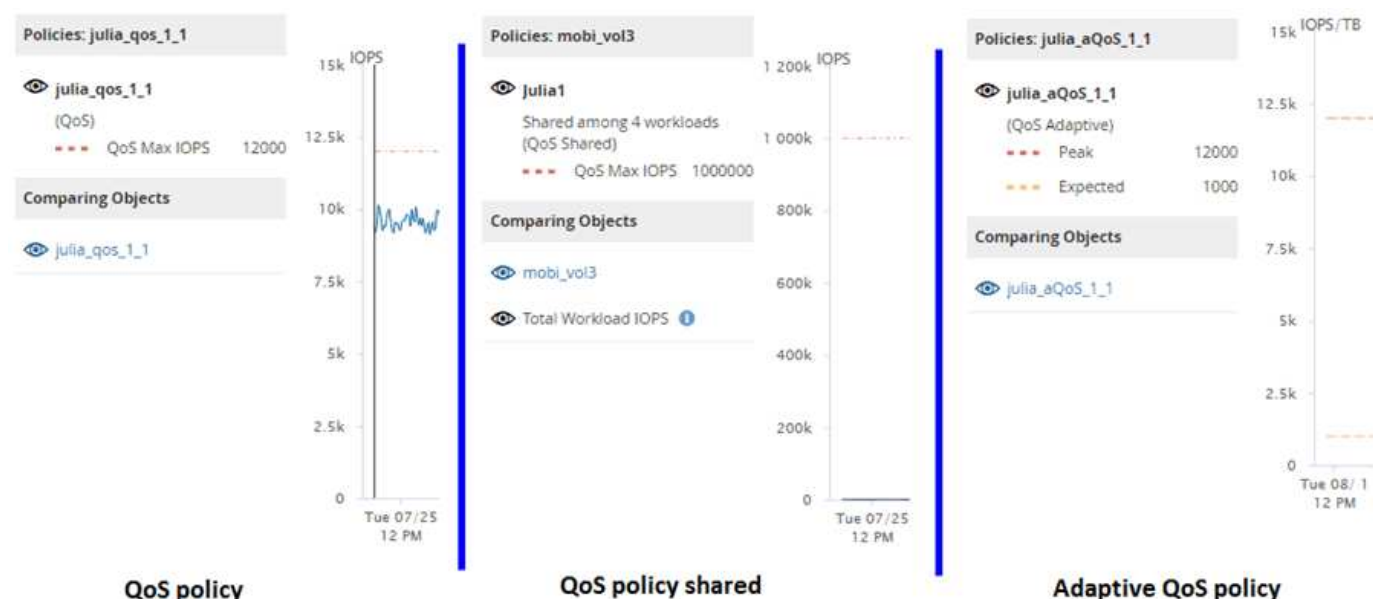 Policies: julia_qos_1_1
julia_qos_1_1
(QoS)
QoS Max IOPS 12000
Comparing Objects
julia_qos_1_1
IOPS
15k
12.5k
10k
7.5k
5k
2.5k
0
Tue 07/25
12 PM
QoS policy
Policies: mobi_vol3
Julia1
Shared among 4 workloads
(QoS Shared)
QoS Max IOPS 1000000
Comparing Objects
mobi_vol3
Total Workload IOPS i
IOPS
1 200k
1 000k
800k
600k
400k
200k
0
Tue 07/25
12 PM
QoS policy shared
Policies: julia_aQoS_1_1
julia_aQoS_1_1
(QoS Adaptive)
Peak 12000
Expected 1000
Comparing Objects
julia_aQoS_1_1
IOPS/TB
15k
12.5k
10k
7.5k
5k
2.5k
0
Tue 08/ 1
12 PM
Adaptive QoS policy